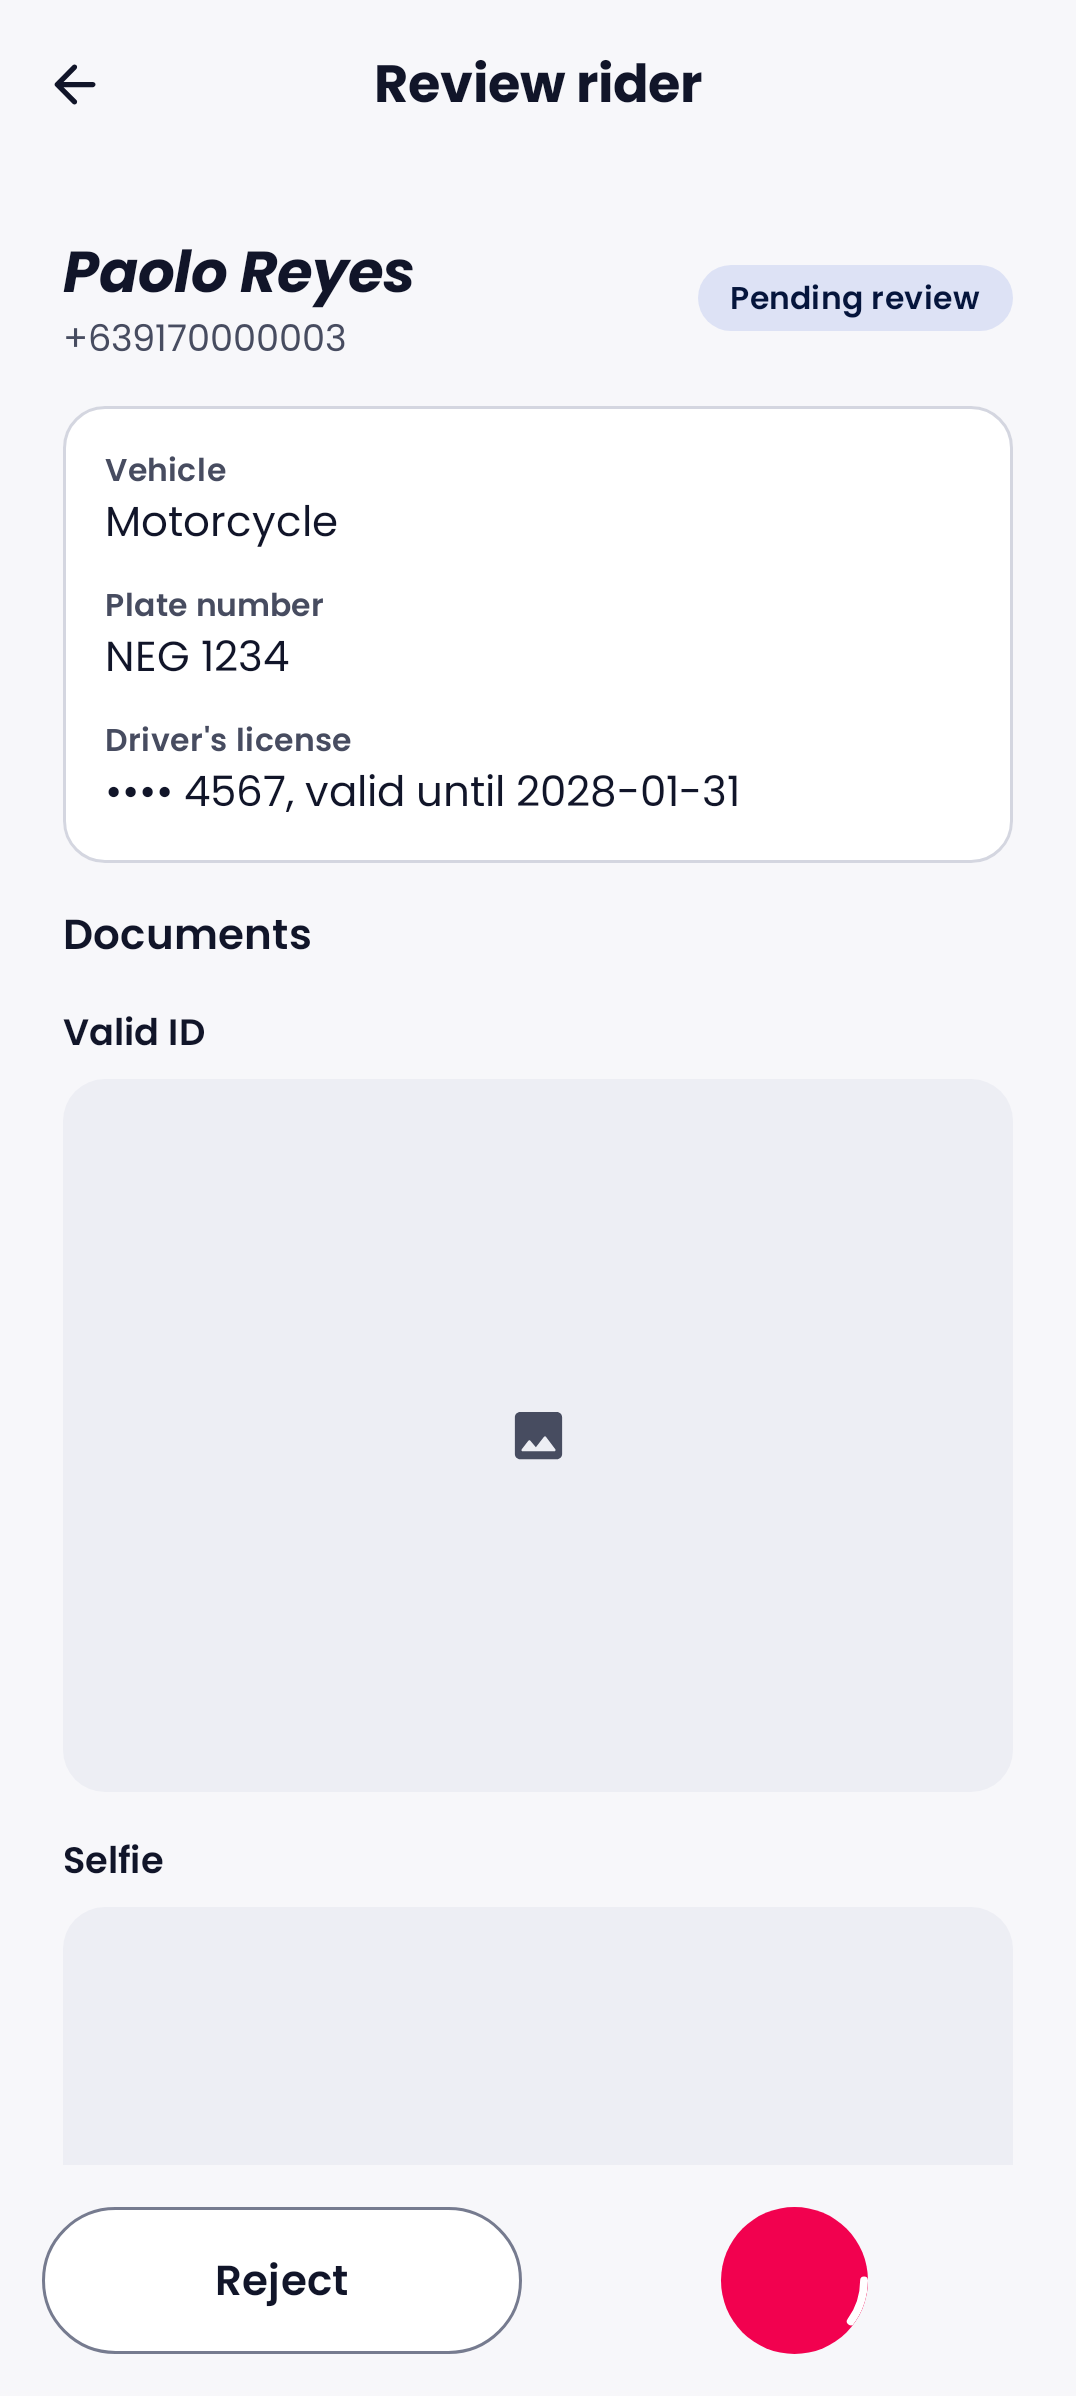 Review rider
Paolo Reyes
+639170000003
Pending review
Vehicle
Motorcycle
Plate number
NEG 1234
Driver's license
•••• 4567, valid until 2028-01-31
Documents
Valid ID
Selfie
Reject